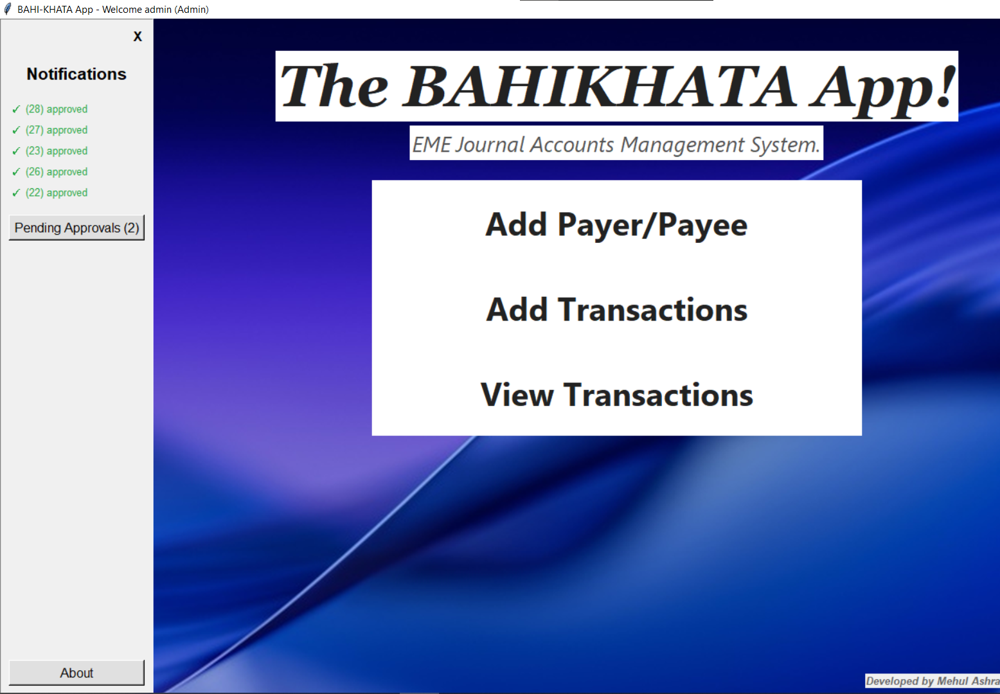 BAHI-KHATA App - Welcome admin (Admin)
X
Notifications
✓ (28) approved
✓ (27) approved
✓ (23) approved
✓ (26) approved
✓ (22) approved
Pending Approvals (2)
About
The BAHIKHATA App!
EME Journal Accounts Management System.
Add Payer/Payee
Add Transactions
View Transactions
Developed by Mehul Ashra